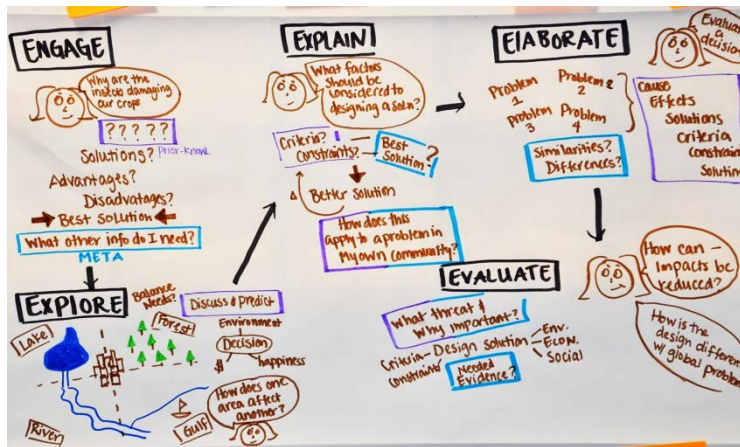 ENGAGE
Why are the
insects damaging
our crops
? ? ? ? ?
Solutions?
Prior-Know
Advantages?
Disadvatages?
Best Solution
What other info do I need?
META
EXPLORE
Balance
Needs?
Lake
Forest
River
Gulf
Discuss & Predict
Environment
Decision
$
happiness
How does one
area affect
another?
EXPLAIN
What factors
should be
considered to
designing a soln?
Criteria?
Constraints?
Best
Solution
?
Better Solution
How does this
apply to a problem in
My own community?
ElABORATE
Problem
1
Problem
2
Problem
3
Problem
4
Similarities?
Differences?
a
decision
Cause
Effects
Solutions
Criteria
EVALUATE
What threat &
why important?
Criteria
Constraints
Design solution
Env.
ECON.
Social
Needed
Evidence?
How can -
impacts be
reduced?
How is the
design
w/ global